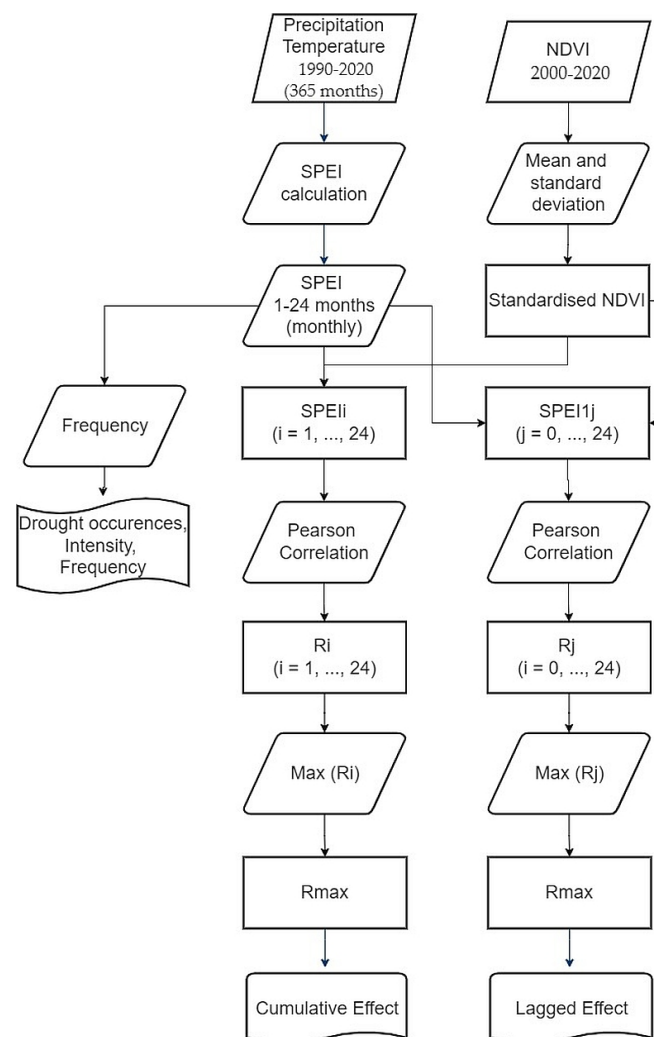 Precipitation
Temperature
1990-2020
(365 months)
NDVI
2000-2020
SPEI
calculation
Mean and
standard
deviation
SPEI
1-24 months
(monthly)
Standardised NDVI
Frequency
SPEIi
(i = 1, ..., 24)
SPEI1j
(j = 0, ..., 24)
Drought occurences,
Intensity,
Frequency
Pearson
Correlation
Pearson
Correlation
Ri
(i = 1, ..., 24)
Rj
(i = 0, ..., 24)
Max (Ri)
Max (Rj)
Rmax
Rmax
Cumulative Effect
Lagged Effect